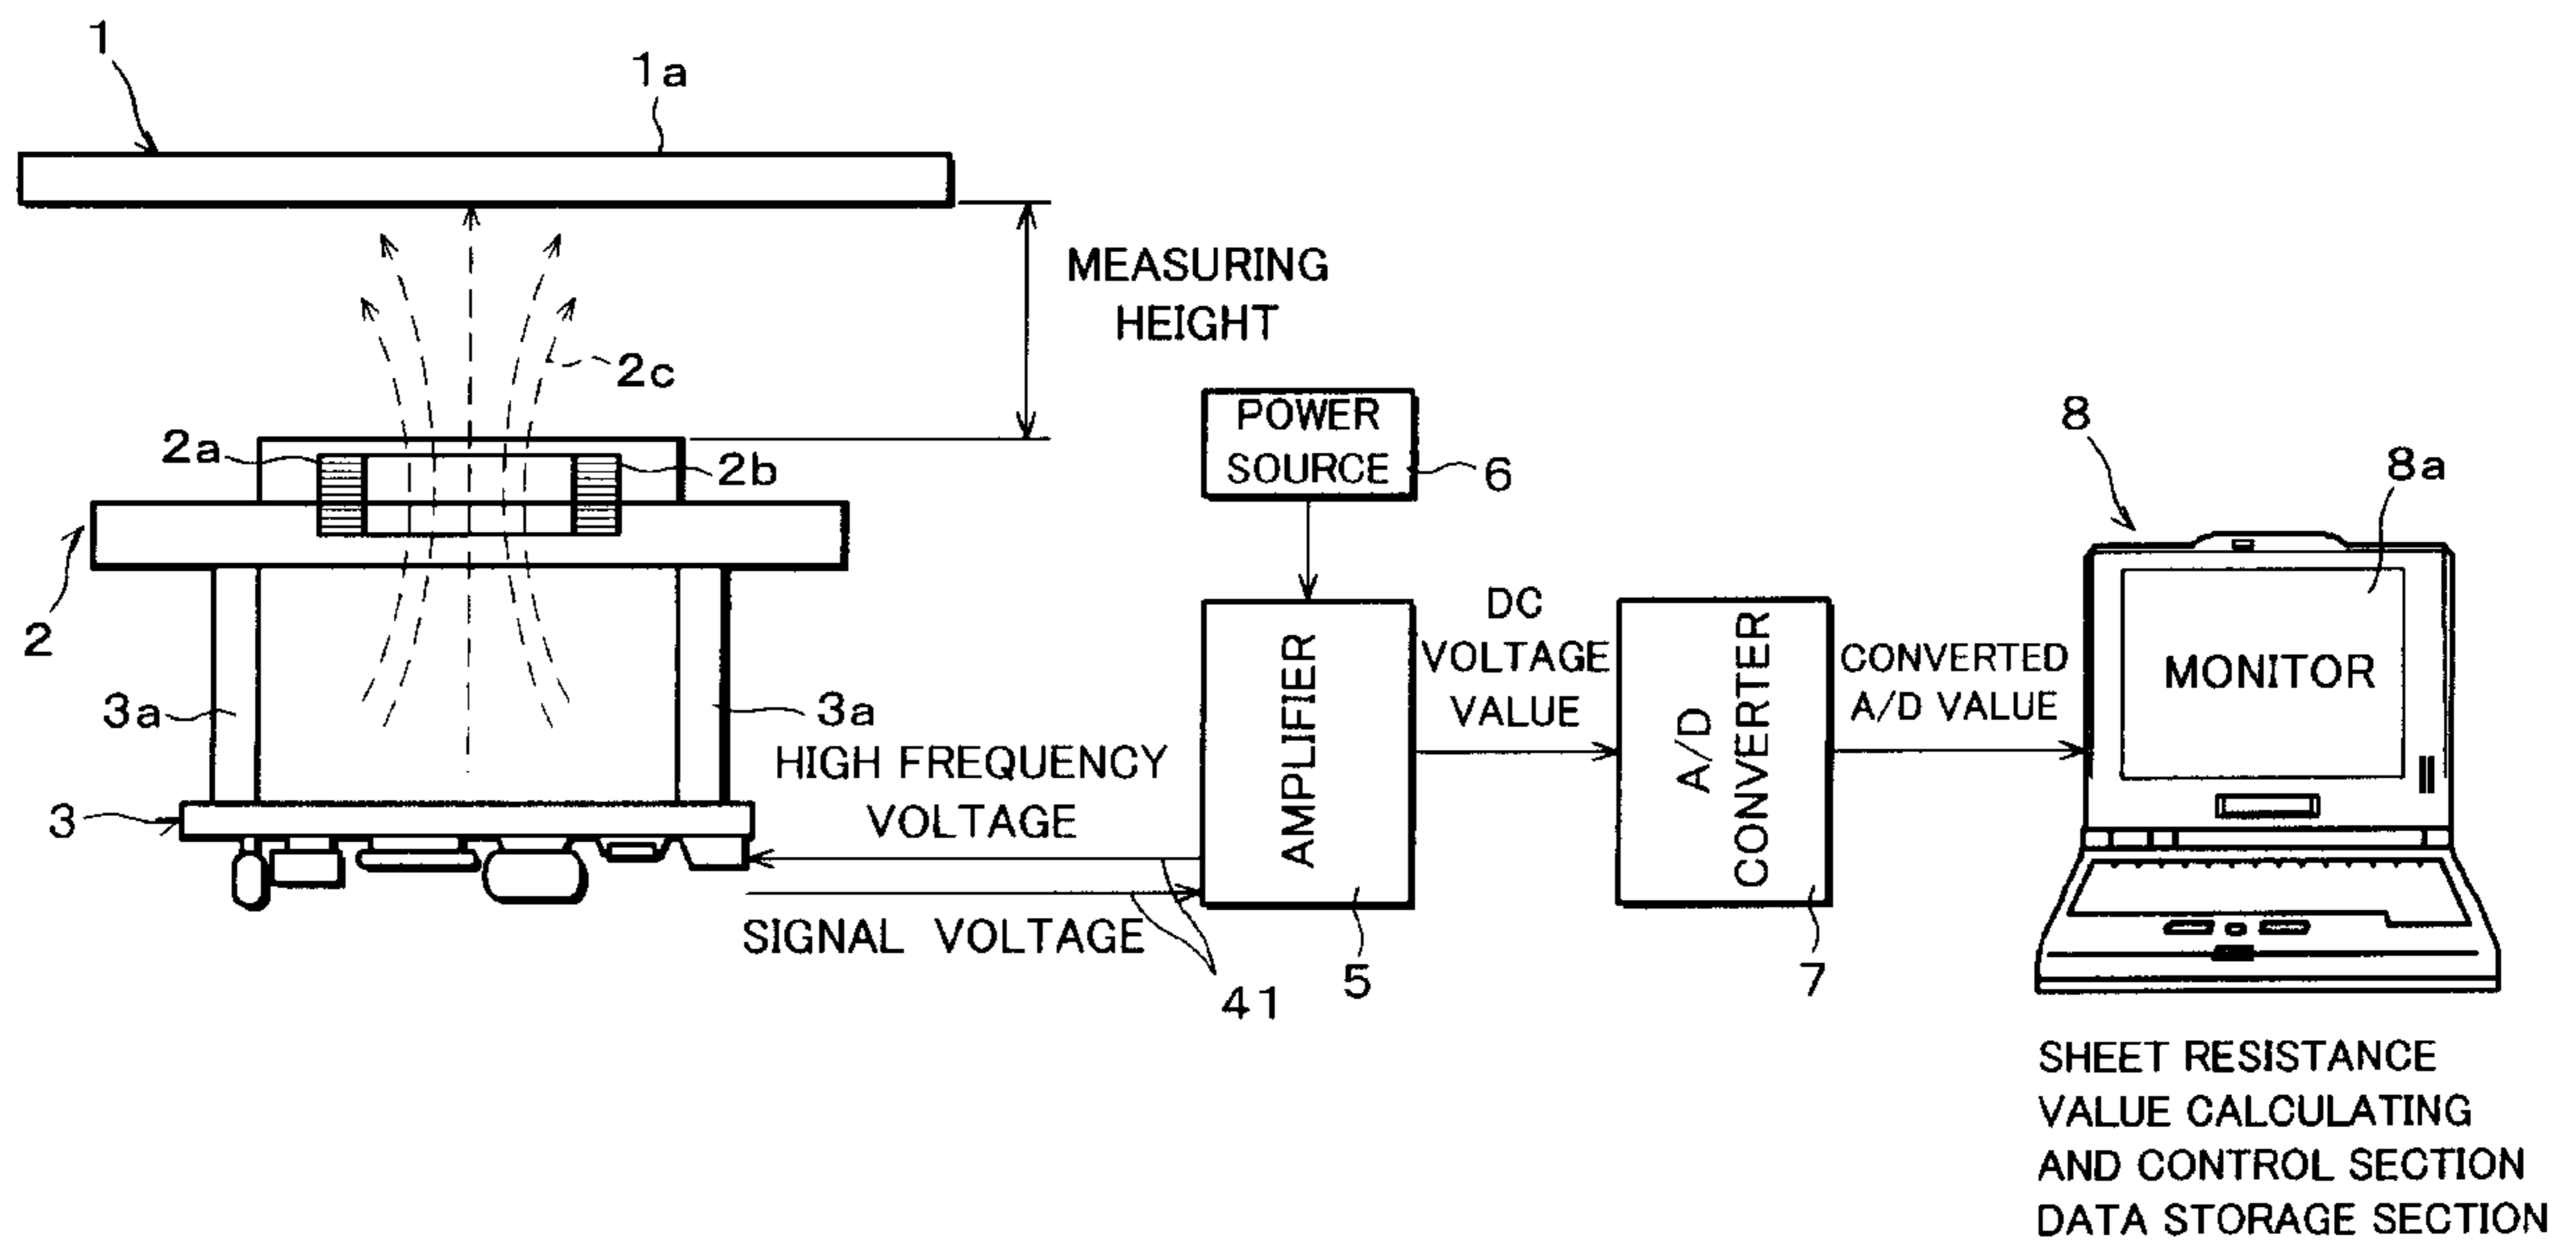 1
1a
MEASURING
HEIGHT
2c
2a
2b
2
3a
3a
3
HIGH FREQUENCY
VOLTAGE
SIGNAL VOLTAGE
41
POWER
SOURCE
6
AMPLIFIER
5
DC
VOLTAGE
VALUE
A/D
CONVERTER
7
CONVERTED
A/D VALUE
8
8a
MONITOR
SHEET RESISTANCE
VALUE CALCULATING
AND CONTROL SECTION
DATA STORAGE SECTION